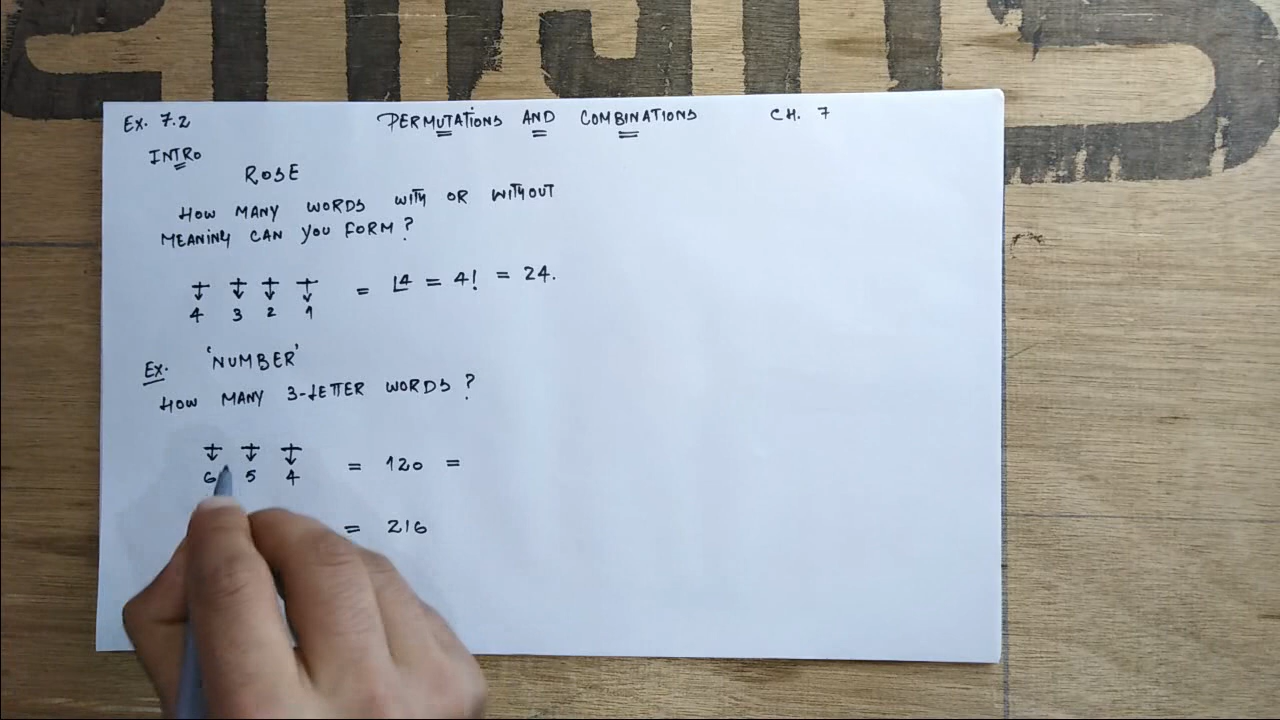 Ex. 7.2 PERMUTATIONS AND COMBINATIONS CH. 7
INTRO
ROSE
HOW MANY WORDS WITH OR WITHOUT
MEANING CAN YOU FORM?
= ⌊4 = 4! = 24.
4 3 2 1
Ex. 'NUMBER'
HOW MANY 3-LETTER WORDS?
6 5 4 = 120 =
= 216